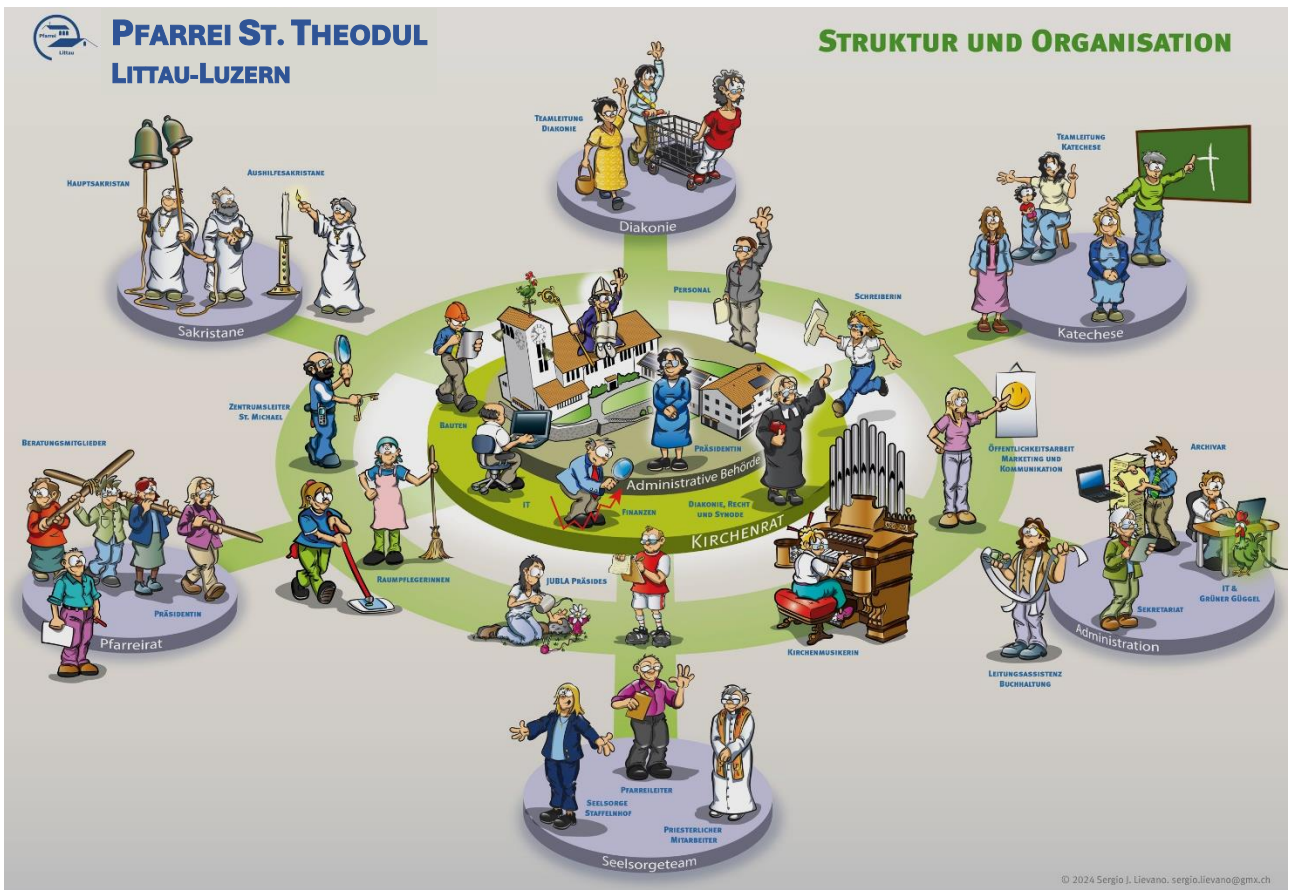 Pfarrei
Littau
PFARREI ST. THEODUL
LITTAU-LUZERN
STRUKTUR UND ORGANISATION
TEAMLEITUNG
DIAKONIE
Diakonie
TEAMLEITUNG
KATECHESE
Katechese
HAUPTSAKRISTAN
AUSHILFESAKRISTANE
Sakristane
PERSONAL
SCHREIBERIN
ZENTRUMSLEITER
ST. MICHAEL
BAUTEN
IT
FINANZEN
PRÄSIDENTIN
Administrative Behörde
DIAKONIE, RECHT
UND SYNODE
KIRCHENRAT
ÖFFENTLICHKEITSARBEIT
MARKETING UND
KOMMUNIKATION
ARCHIVAR
BERATUNGSMITGLIEDER
PRÄSIDENTIN
Pfarreirat
RAUMPFLEGERINNEN
JUBLA PRÄSIDES
KIRCHENMUSIKERIN
IT &
GRÜNER GÜGGEL
SEKRETARIAT
Administration
LEITUNGSASSISTENZ
BUCHHALTUNG
PFARREILEITER
SEELSORGE
STAFFELNHOF
PRIESTERLICHER
MITARBEITER
Seelsorgeteam
© 2024 Sergio J. Lievano. sergio.lievano@gmx.ch